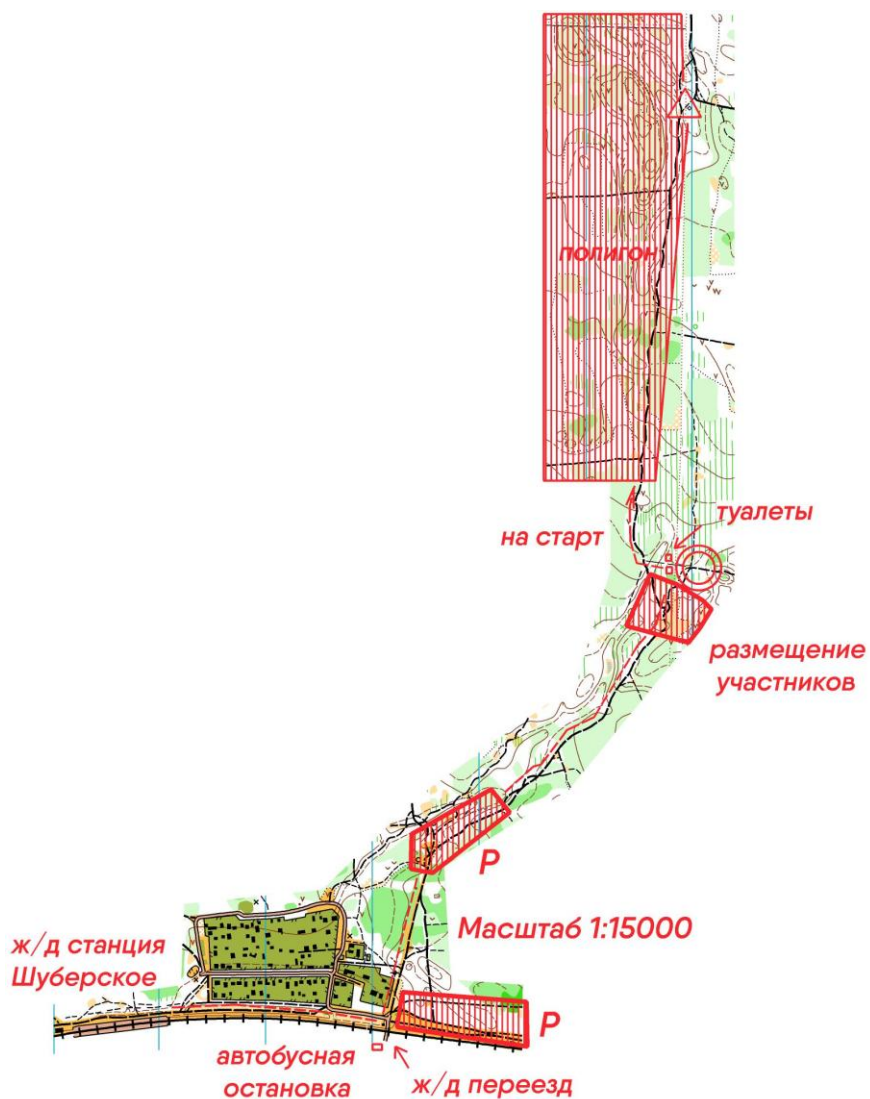 полигон
туалеты
на старт
размещение
участников
Р
Масштаб 1:15000
ж/д станция
Шуберское
Р
автобусная
остановка
ж/д переезд